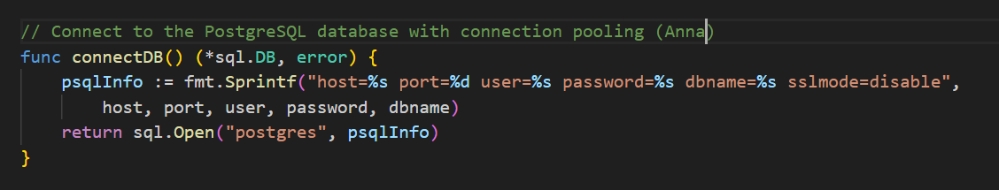 // Connect to the PostgreSQL database with connection pooling (Anna)
func connectDB() (*sql.DB, error) {
    psqlInfo := fmt.Sprintf("host=%s port=%d user=%s password=%s dbname=%s sslmode=disable",
        host, port, user, password, dbname)
    return sql.Open("postgres", psqlInfo)
}